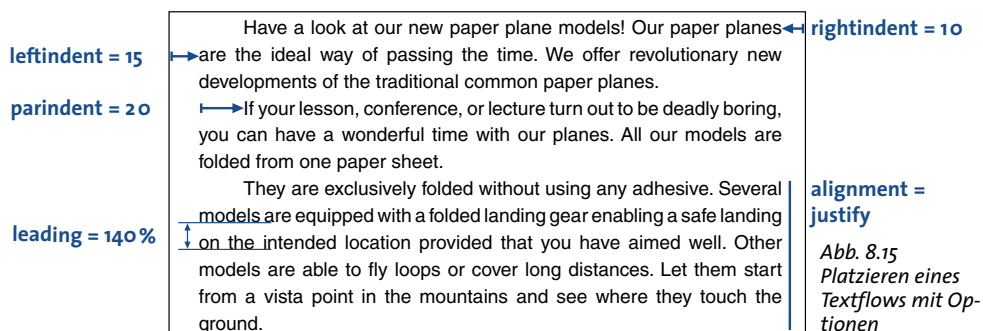 Have a look at our new paper plane models! Our paper planes
rightindent = 10
leftindent = 15
are the ideal way of passing the time. We offer revolutionary new
developments of the traditional common paper planes.
parindent = 20
If your lesson, conference, or lecture turn out to be deadly boring,
you can have a wonderful time with our planes. All our models are
folded from one paper sheet.
They are exclusively folded without using any adhesive. Several
models are equipped with a folded landing gear enabling a safe landing
on the intended location provided that you have aimed well. Other
models are able to fly loops or cover long distances. Let them start
from a vista point in the mountains and see where they touch the
ground.
leading = 140%
alignment =
justify
Abb. 8.15
Platzieren eines
Textflows mit Op-
tionen